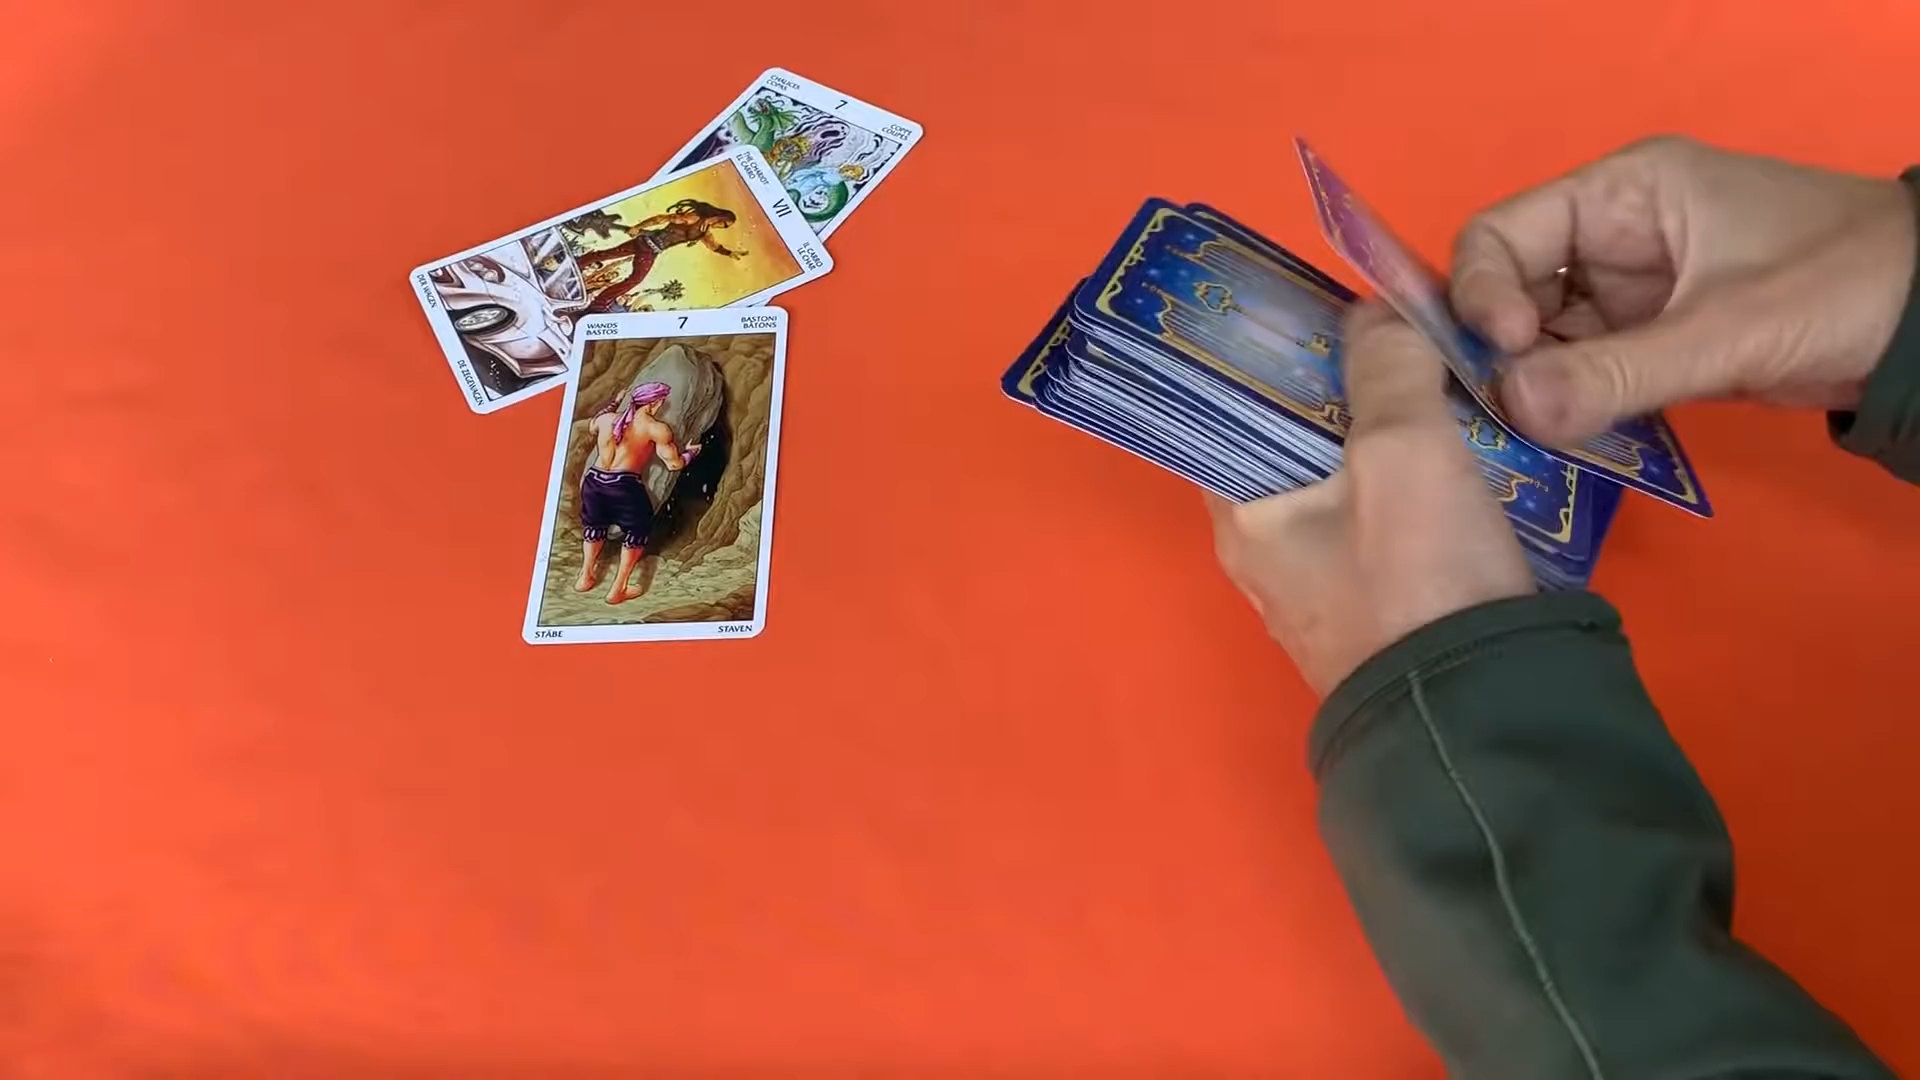 CHALICES
COPAS
7
COPPE
COUPES
THE CHARIOT
EL CARRO
VII
IL CARRO
LE CHAR
DER WAGEN
DE ZEGEWAGEN
WANDS
BASTOS
7
BASTONI
BÂTONS
STÄBE
STAVEN